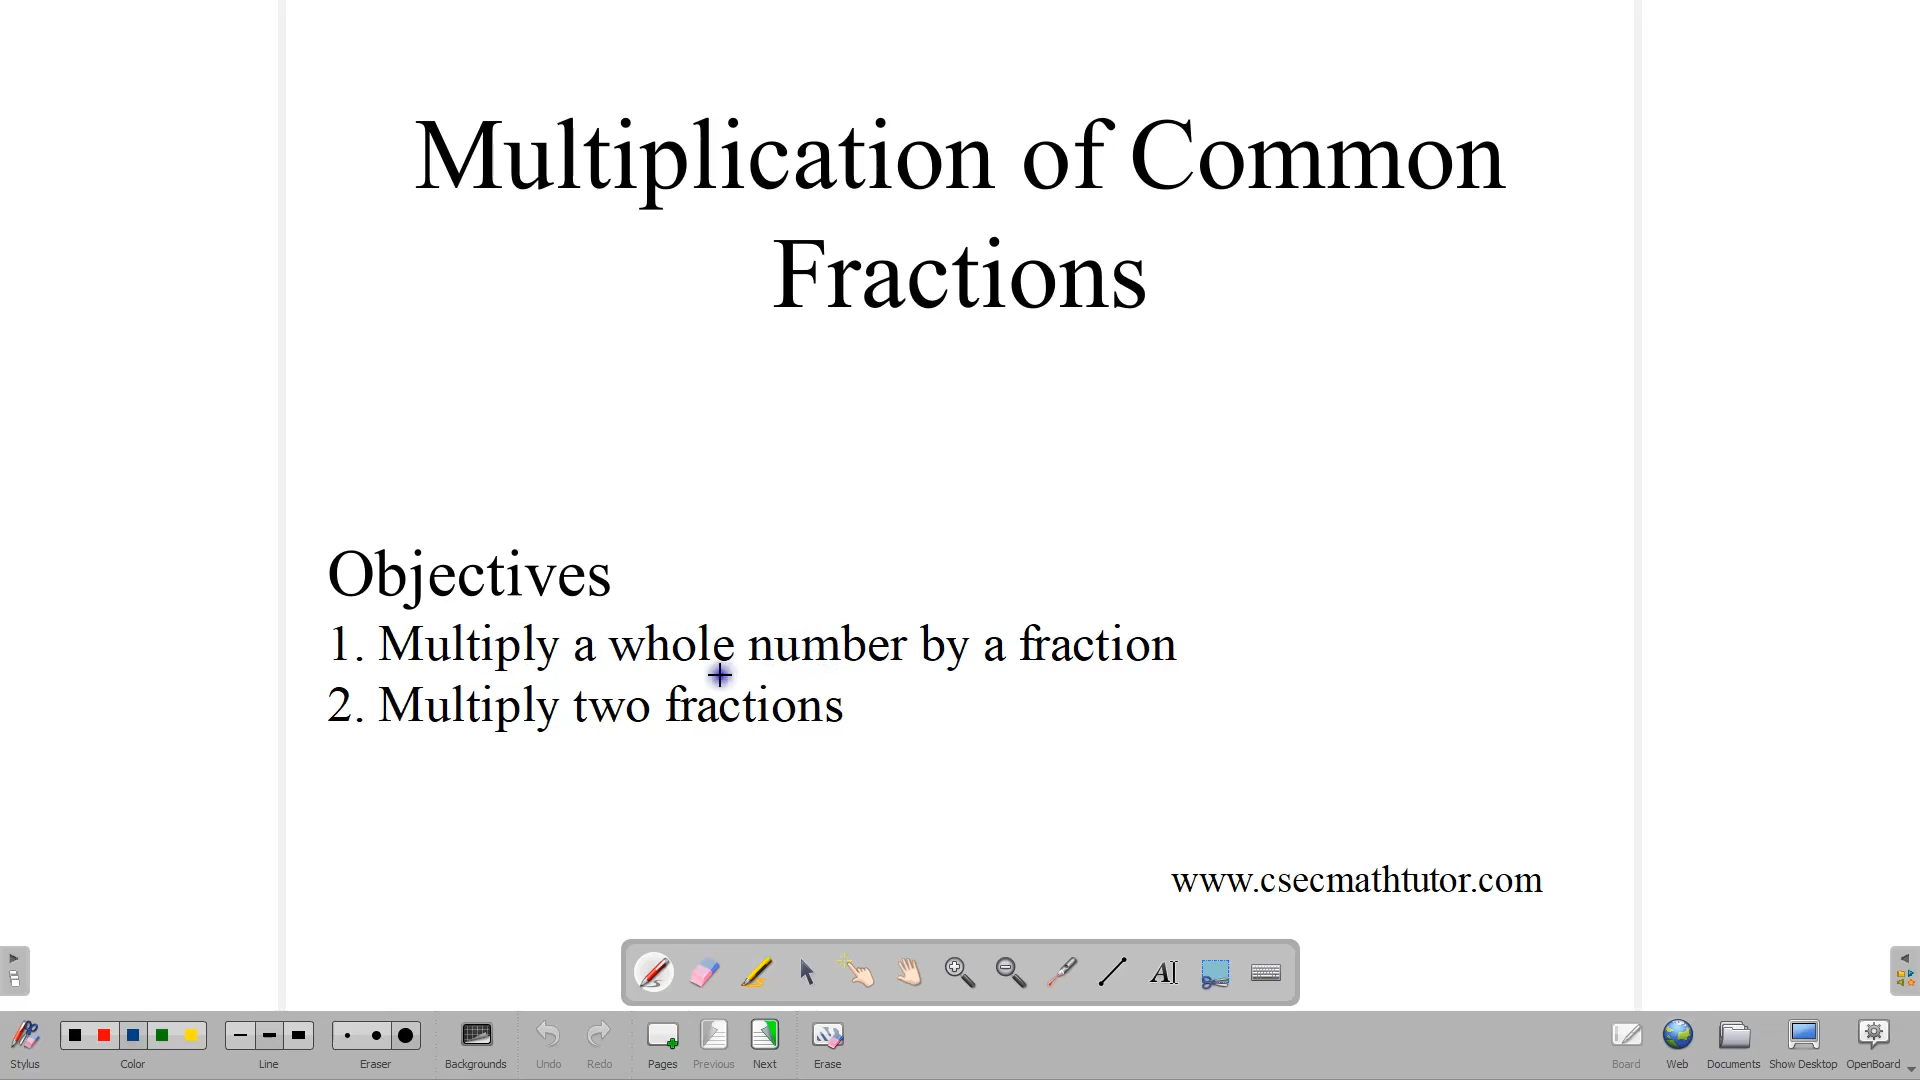 Multiplication of Common
Fractions
Objectives
1. Multiply a whole number by a fraction
2. Multiply two fractions
www.csecmathtutor.com
AI
Stylus
Color
Line
Eraser
Backgrounds
Undo
Redo
Pages
Previous
Next
Erase
Board
Web
Documents
Show Desktop
OpenBoard